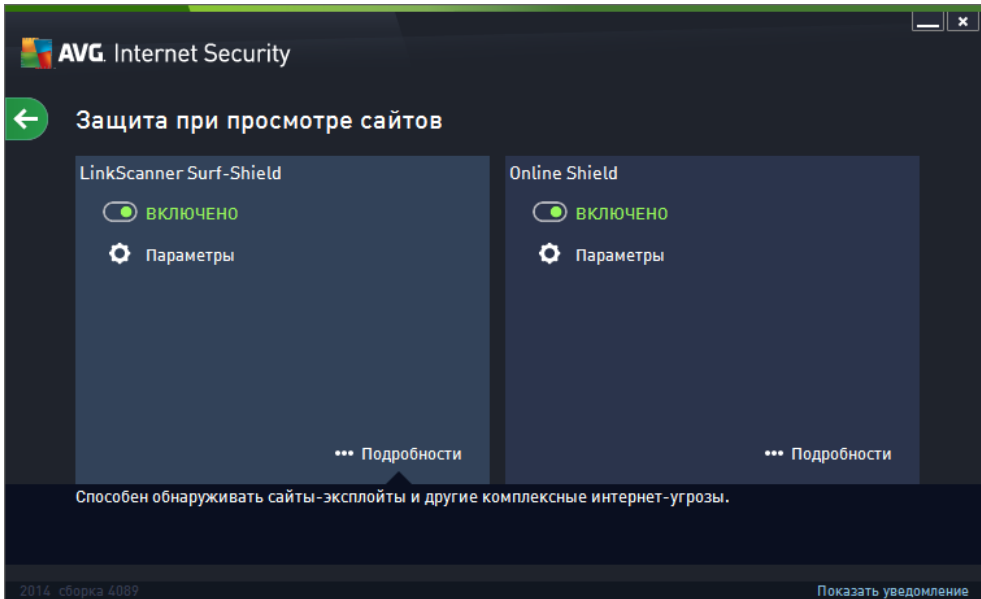 AVG. Internet Security
Защита при просмотре сайтов
LinkScanner Surf-Shield
ВКЛЮЧЕНО
Параметры
••• Подробности
Online Shield
ВКЛЮЧЕНО
Параметры
••• Подробности
Способен обнаруживать сайты-эксплойты и другие комплексные интернет-угрозы.
2014 сборка 4089
Показать уведомление